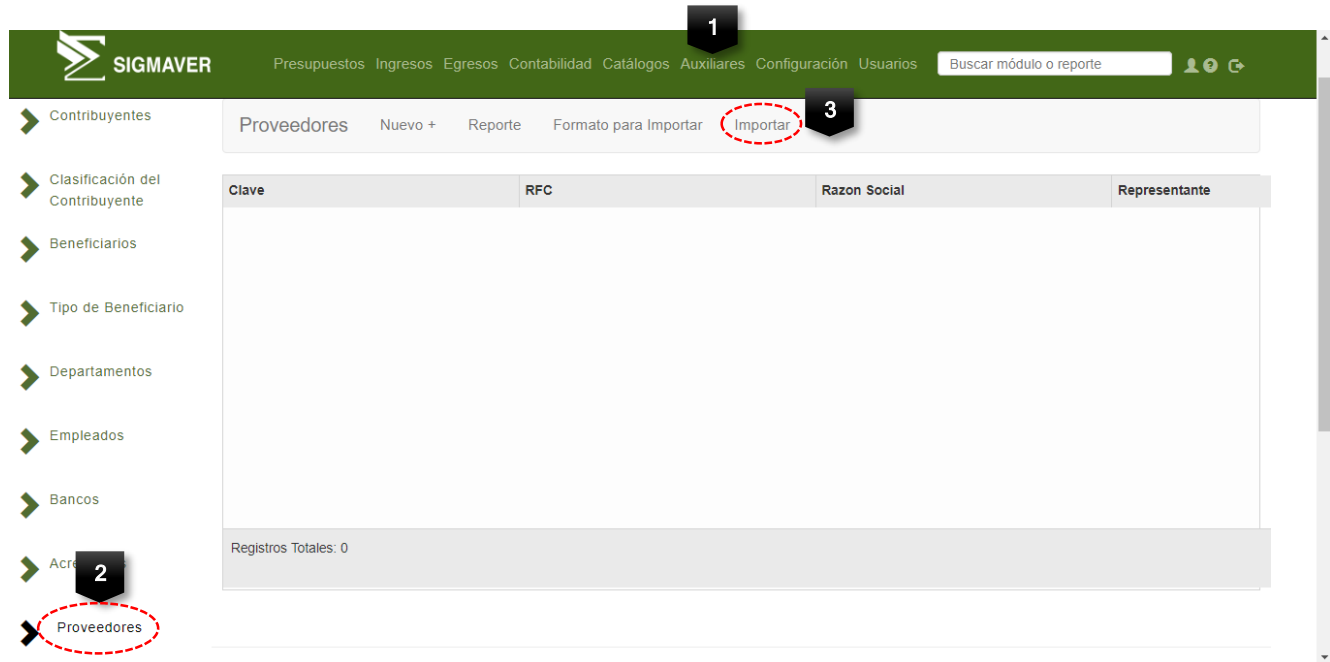 1
SIGMAVER
Presupuestos Ingresos Egresos Contabilidad Catálogos Auxiliares Configuración Usuarios Buscar módulo o reporte
Contribuyentes
Clasificación del
Contribuyente
Beneficiarios
Tipo de Beneficiario
Departamentos
Empleados
Bancos
2
Proveedores
Proveedores Nuevo + Reporte Formato para Importar Importar 3
Clave RFC Razon Social Representante
Registros Totales: 0